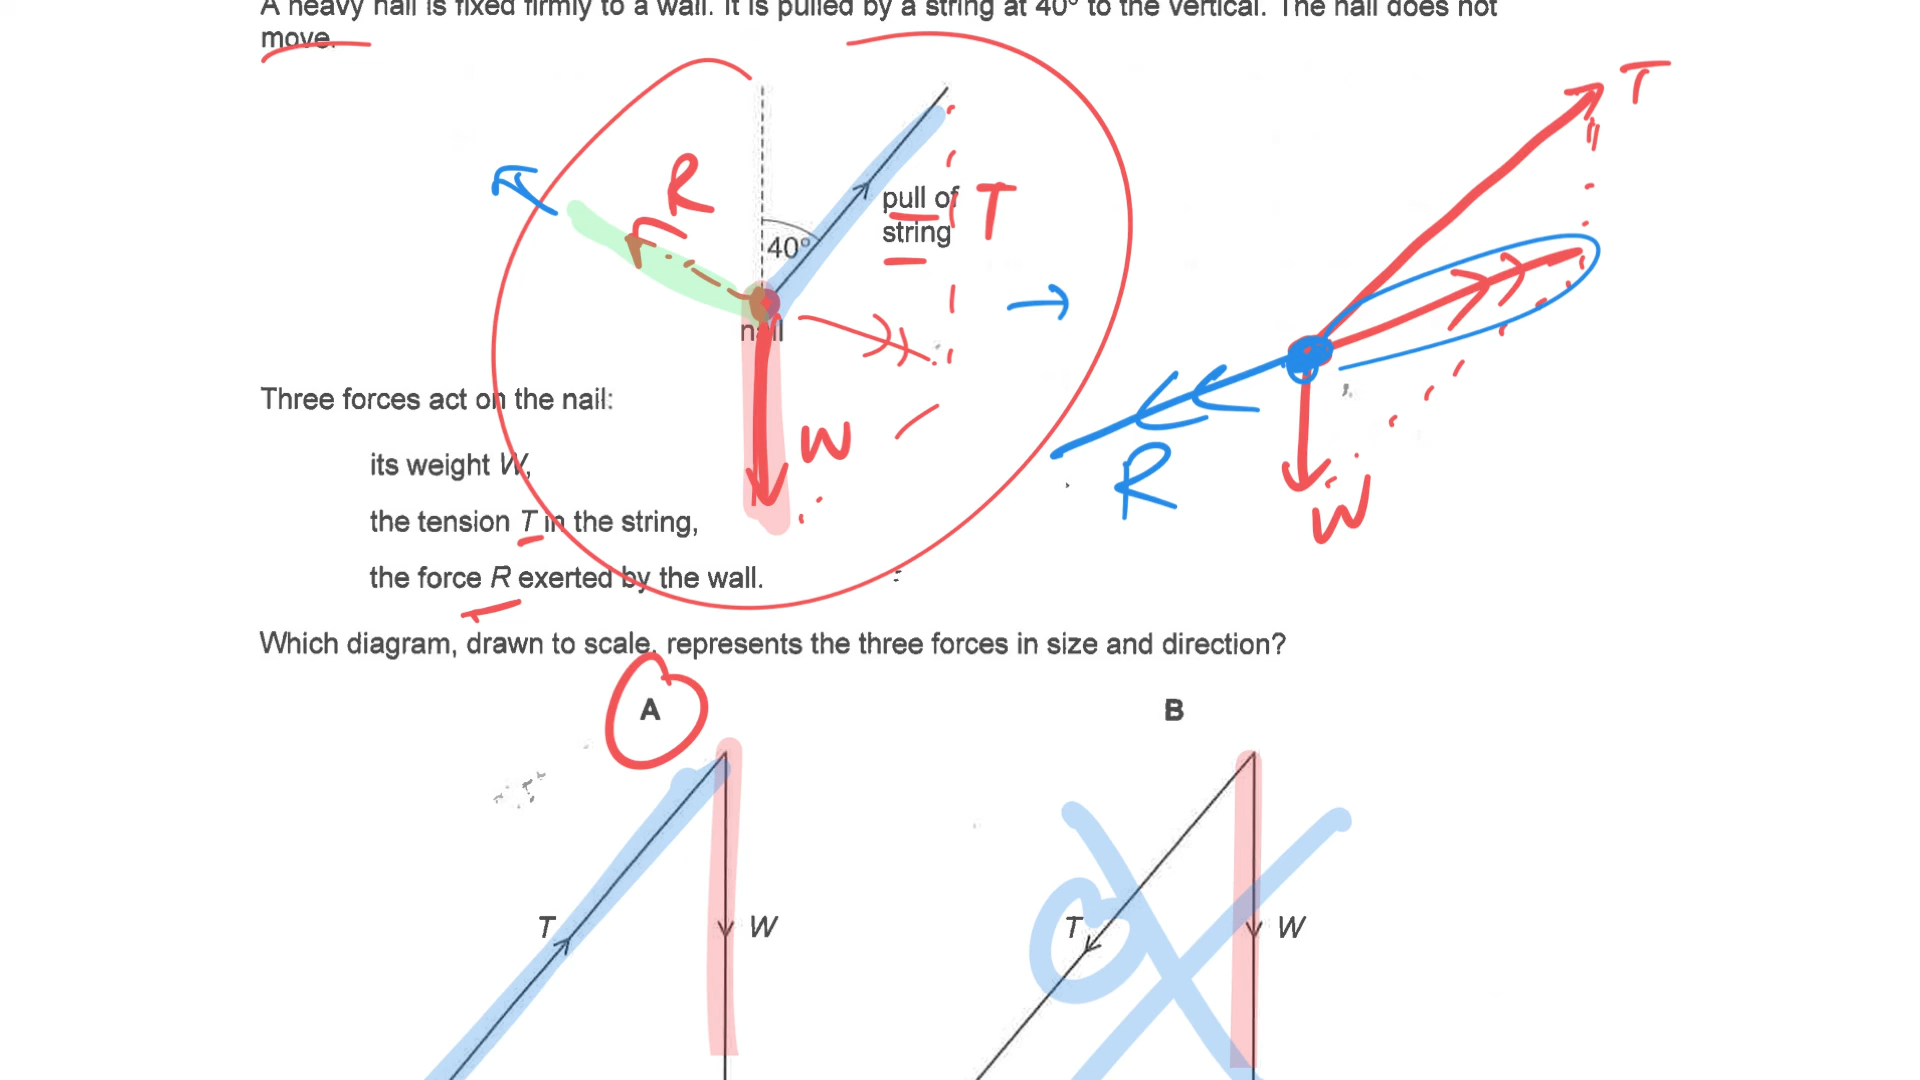 A heavy nail is fixed firmly to a wall. It is pulled by a string at 40° to the vertical. The nail does not
move.
T
R
pull of
string
T
40°
nail
W
R
W
Three forces act on the nail:
its weight W,
the tension T in the string,
the force R exerted by the wall.
Which diagram, drawn to scale, represents the three forces in size and direction?
A
B
T
W
T
W